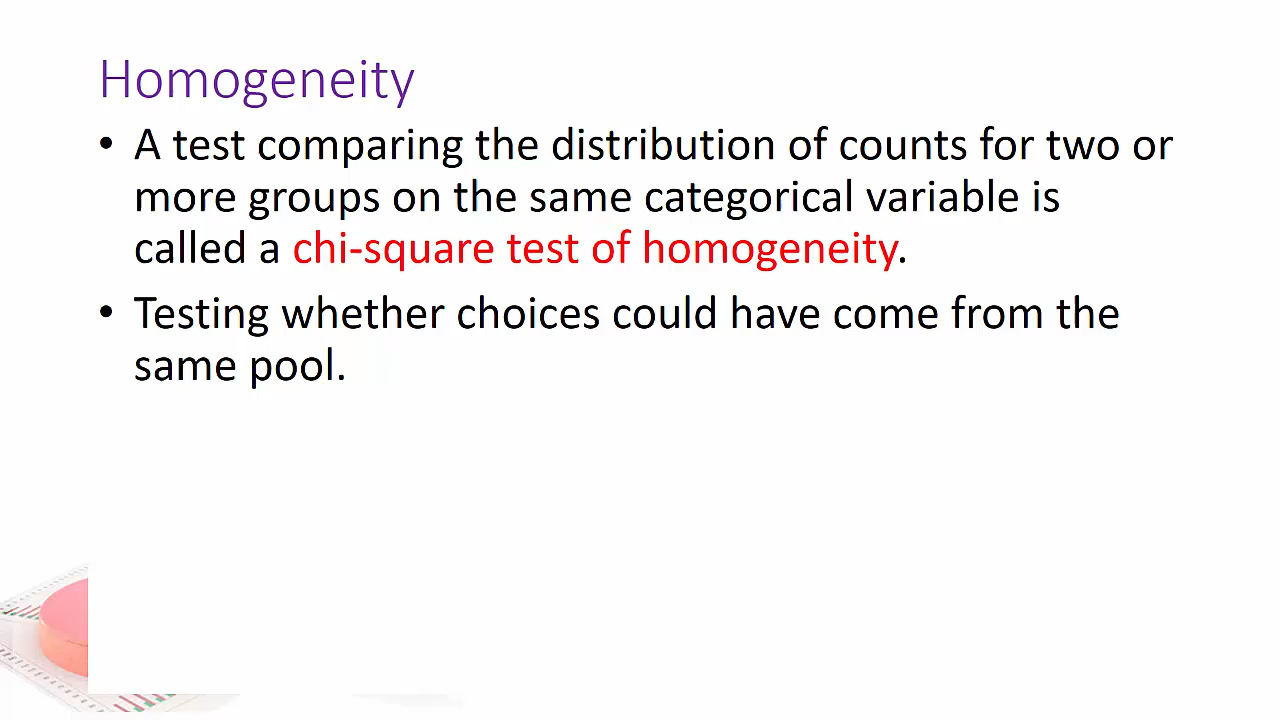 Homogeneity
• A test comparing the distribution of counts for two or
more groups on the same categorical variable is
called a chi-square test of homogeneity.
• Testing whether choices could have come from the
same pool.